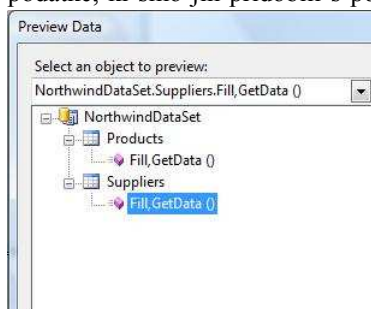 Preview Data
Select an object to preview:
NorthwindDataSet.Suppliers.Fill,GetData ()
NorthwindDataSet
Products
Fill,GetData ()
Suppliers
Fill,GetData ()